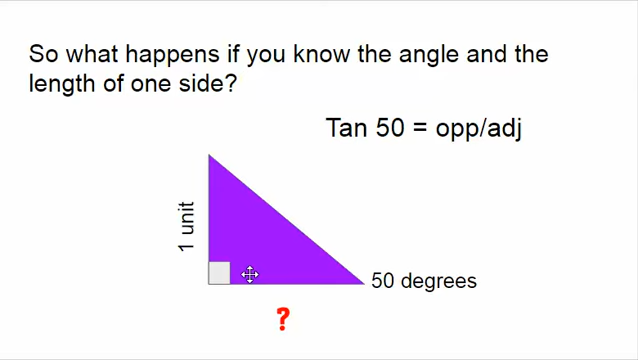 So what happens if you know the angle and the
length of one side?
Tan 50 = opp/adj
1 unit
50 degrees
?